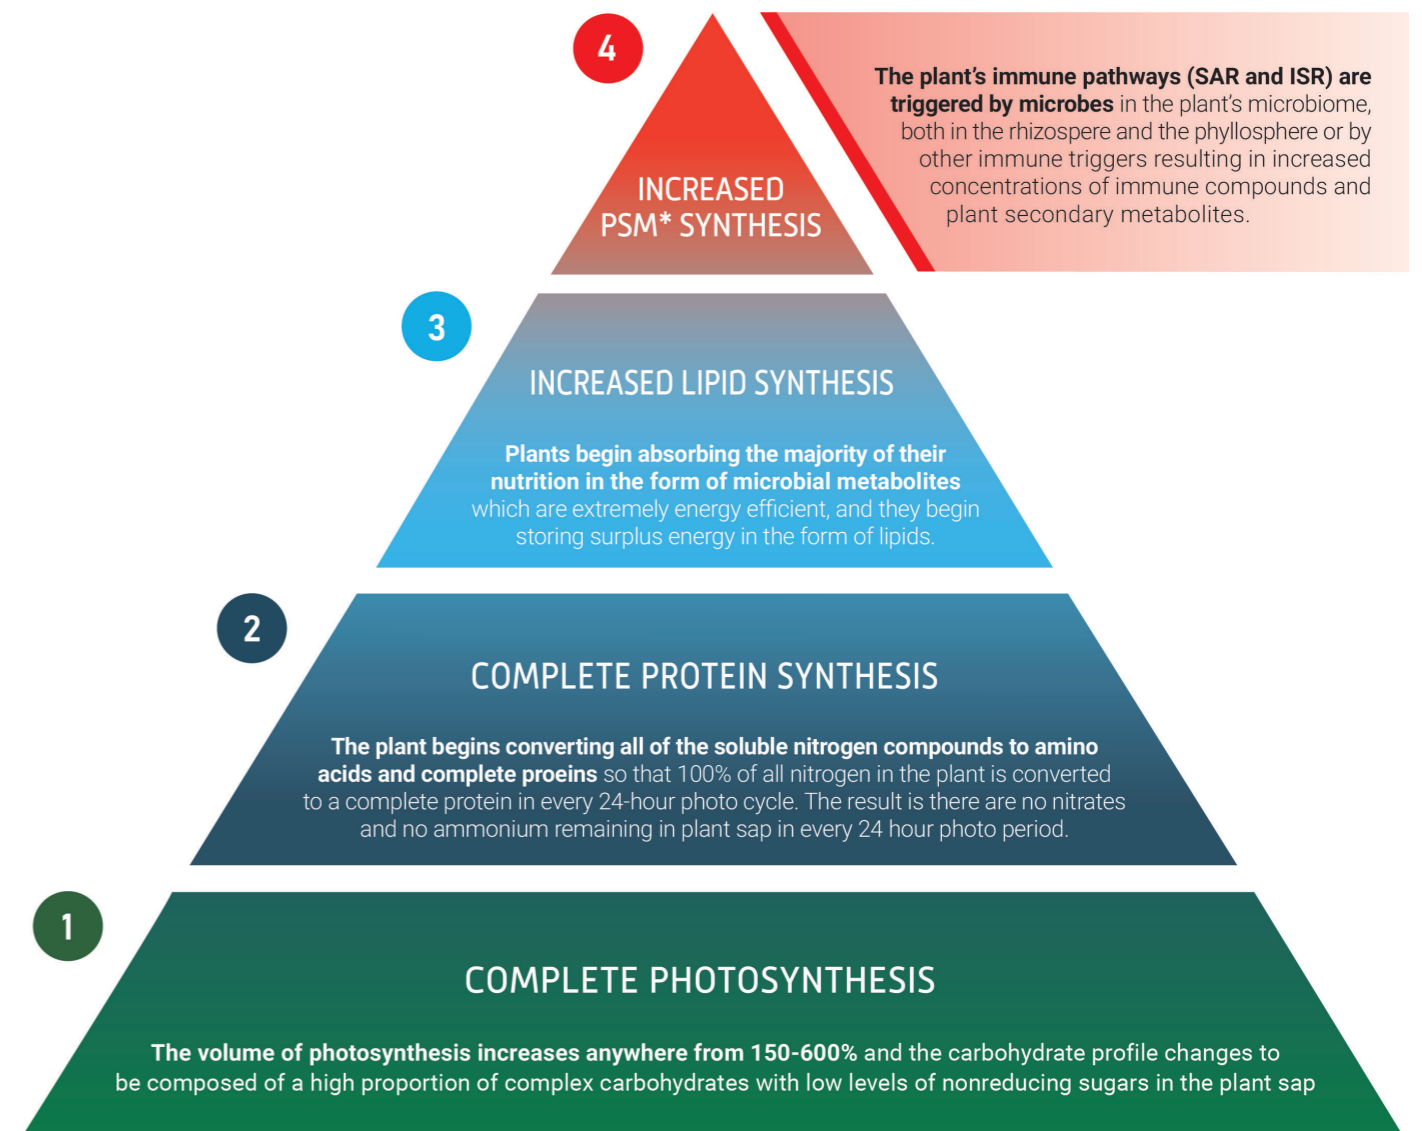 4
INCREASED
PSM* SYNTHESIS
The plant's immune pathways (SAR and ISR) are
triggered by microbes in the plant's microbiome,
both in the rhizospere and the phyllosphere or by
other immune triggers resulting in increased
concentrations of immune compounds and
plant secondary metabolites.
3
INCREASED LIPID SYNTHESIS
Plants begin absorbing the majority of their
nutrition in the form of microbial metabolites
which are extremely energy efficient, and they begin
storing surplus energy in the form of lipids.
2
COMPLETE PROTEIN SYNTHESIS
The plant begins converting all of the soluble nitrogen compounds to amino
acids and complete proeins so that 100% of all nitrogen in the plant is converted
to a complete protein in every 24-hour photo cycle. The result is there are no nitrates
and no ammonium remaining in plant sap in every 24 hour photo period.
1
COMPLETE PHOTOSYNTHESIS
The volume of photosynthesis increases anywhere from 150-600% and the carbohydrate profile changes to
be composed of a high proportion of complex carbohydrates with low levels of nonreducing sugars in the plant sap